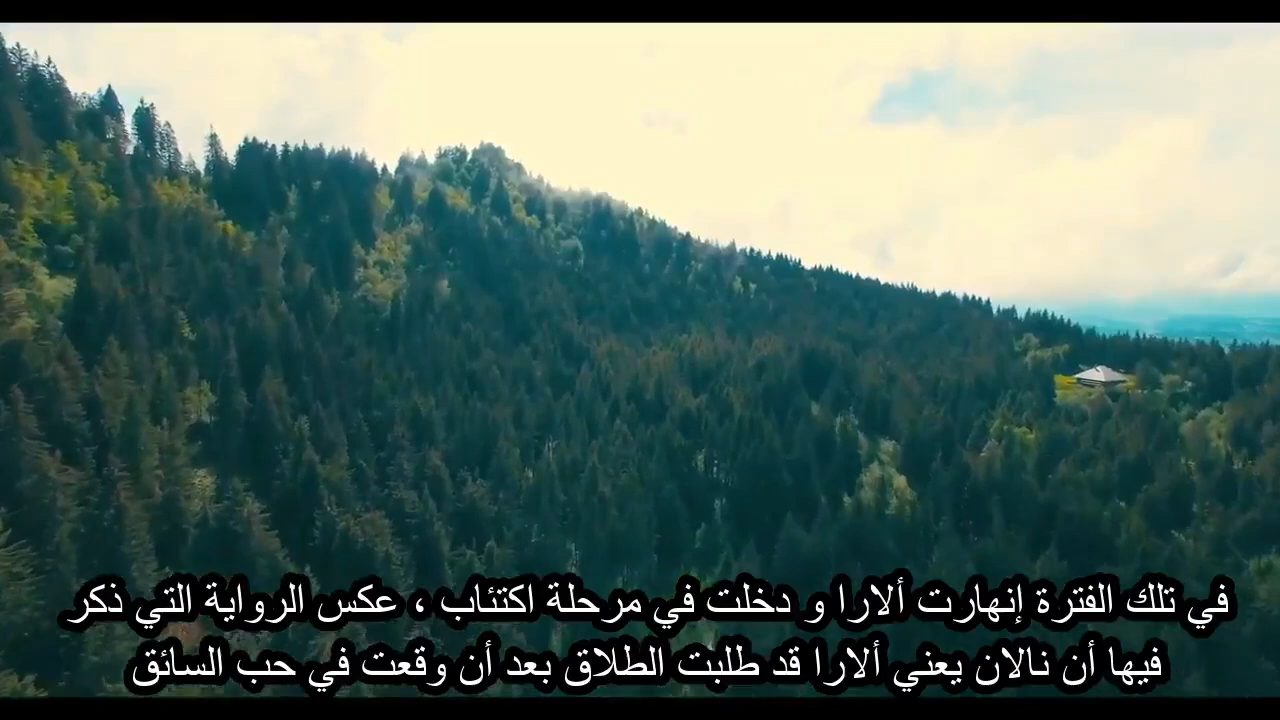 في تلك الفترة إنهارت ألارا و دخلت في مرحلة اكتئاب ، عكس الرواية التي ذكر
فيها أن نالان يعني ألارا قد طلبت الطلاق بعد أن وقعت في حب السائق